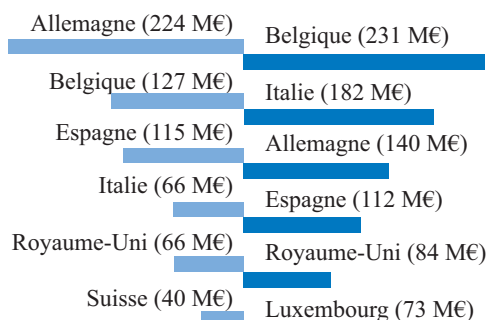 Allemagne (224 M€)
Belgique (231 M€)
Belgique (127 M€)
Italie (182 M€)
Espagne (115 M€)
Allemagne (140 M€)
Italie (66 M€)
Espagne (112 M€)
Royaume-Uni (66 M€)
Royaume-Uni (84 M€)
Suisse (40 M€)
Luxembourg (73 M€)